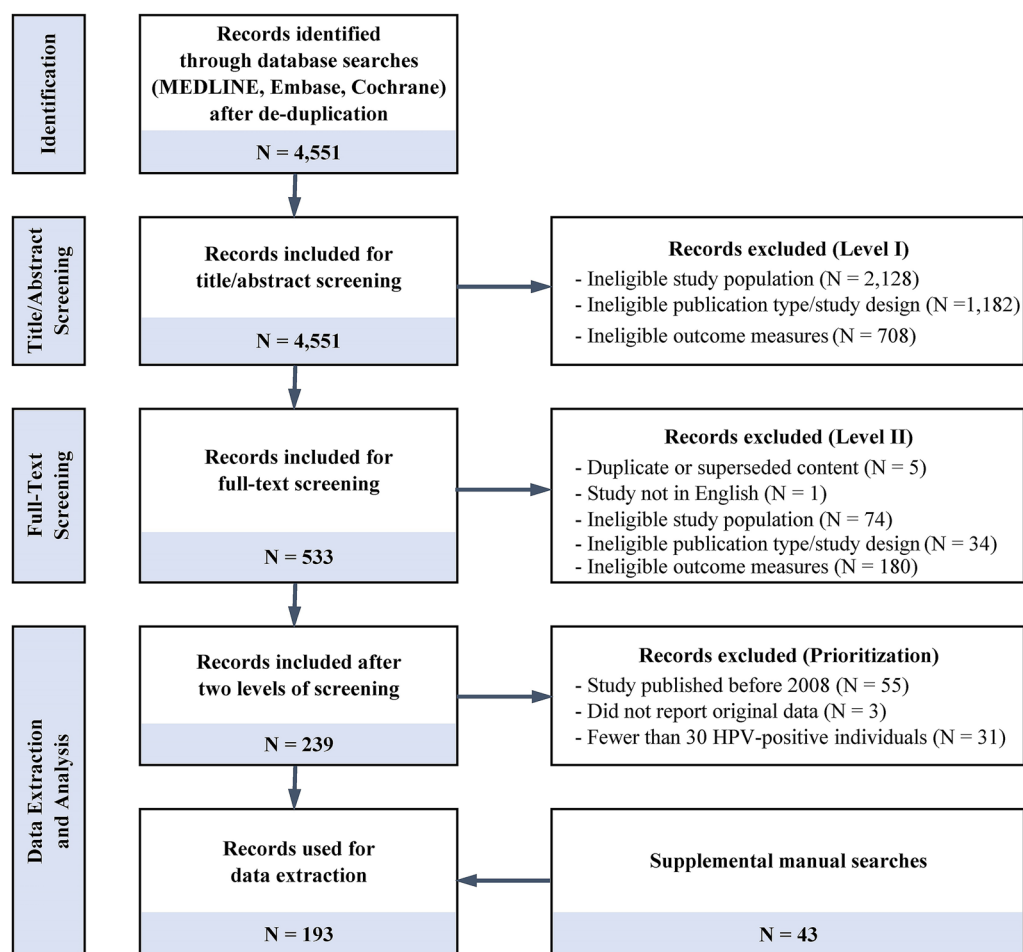 Identification
Records identified
through database searches
(MEDLINE, Embase, Cochrane)
after de-duplication
N = 4,551
Title/Abstract
Screening
Records included for
title/abstract screening
N = 4,551
Records excluded (Level I)
- Ineligible study population (N = 2,128)
- Ineligible publication type/study design (N =1,182)
- Ineligible outcome measures (N = 708)
Full-Text
Screening
Records included for
full-text screening
N = 533
Records excluded (Level II)
- Duplicate or superseded content (N = 5)
- Study not in English (N = 1)
- Ineligible study population (N = 74)
- Ineligible publication type/study design (N = 34)
- Ineligible outcome measures (N = 180)
Data Extraction
and Analysis
Records included after
two levels of screening
N = 239
Records excluded (Prioritization)
- Study published before 2008 (N = 55)
- Did not report original data (N = 3)
- Fewer than 30 HPV-positive individuals (N = 31)
Records used for
data extraction
N = 193
Supplemental manual searches
N = 43